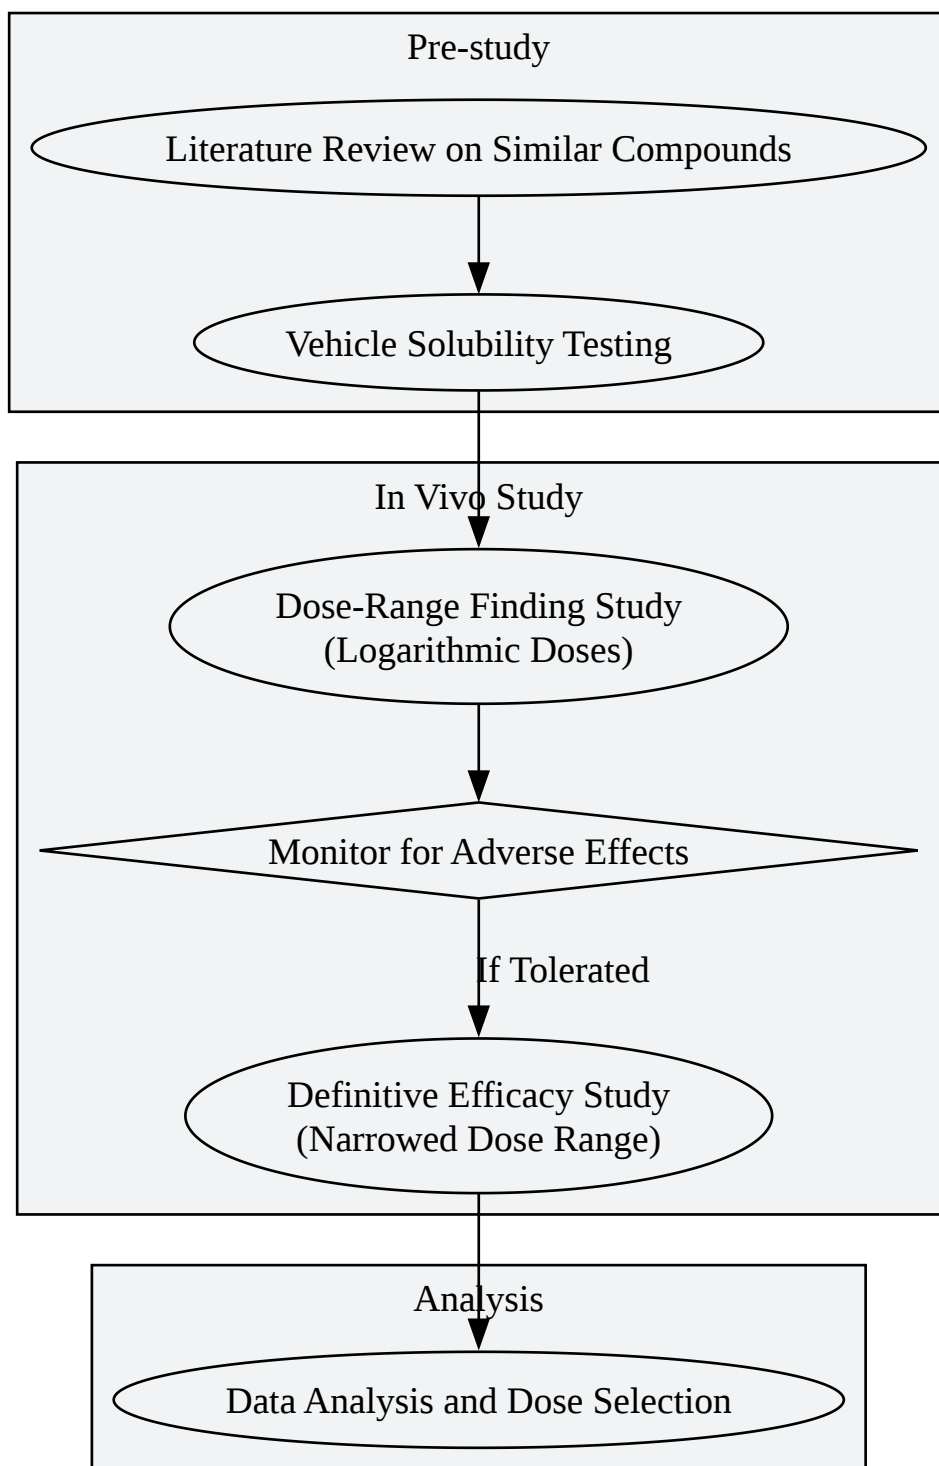 Pre-study
Literature Review on Similar Compounds
Vehicle Solubility Testing
In Vivo Study
Dose-Range Finding Study
(Logarithmic Doses)
Monitor for Adverse Effects
If Tolerated
Definitive Efficacy Study
(Narrowed Dose Range)
Analysis
Data Analysis and Dose Selection